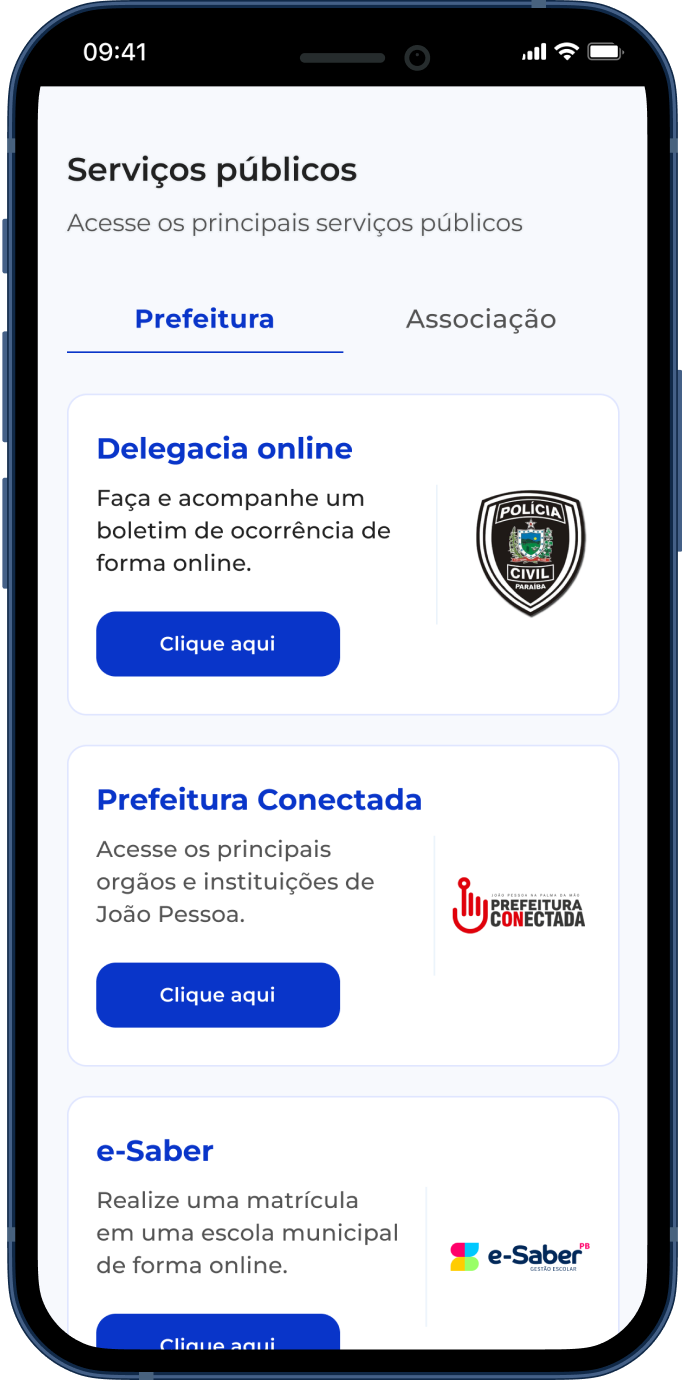 09:41
Serviços públicos
Acesse os principais serviços públicos
Prefeitura
Associação
Delegacia online
Faça e acompanhe um
boletim de ocorrência de
forma online.
POLÍCIA
CIVIL
PARAÍBA
Clique aqui
Prefeitura Conectada
Acesse os principais
orgãos e instituições de
João Pessoa.
JOÃO PESSOA NA PALMA DA MÃO
PREFEITURA
CONECTADA
Clique aqui
e-Saber
Realize uma matrícula
em uma escola municipal
de forma online.
e-Saber PB
GESTÃO ESCOLAR
Clique aqui